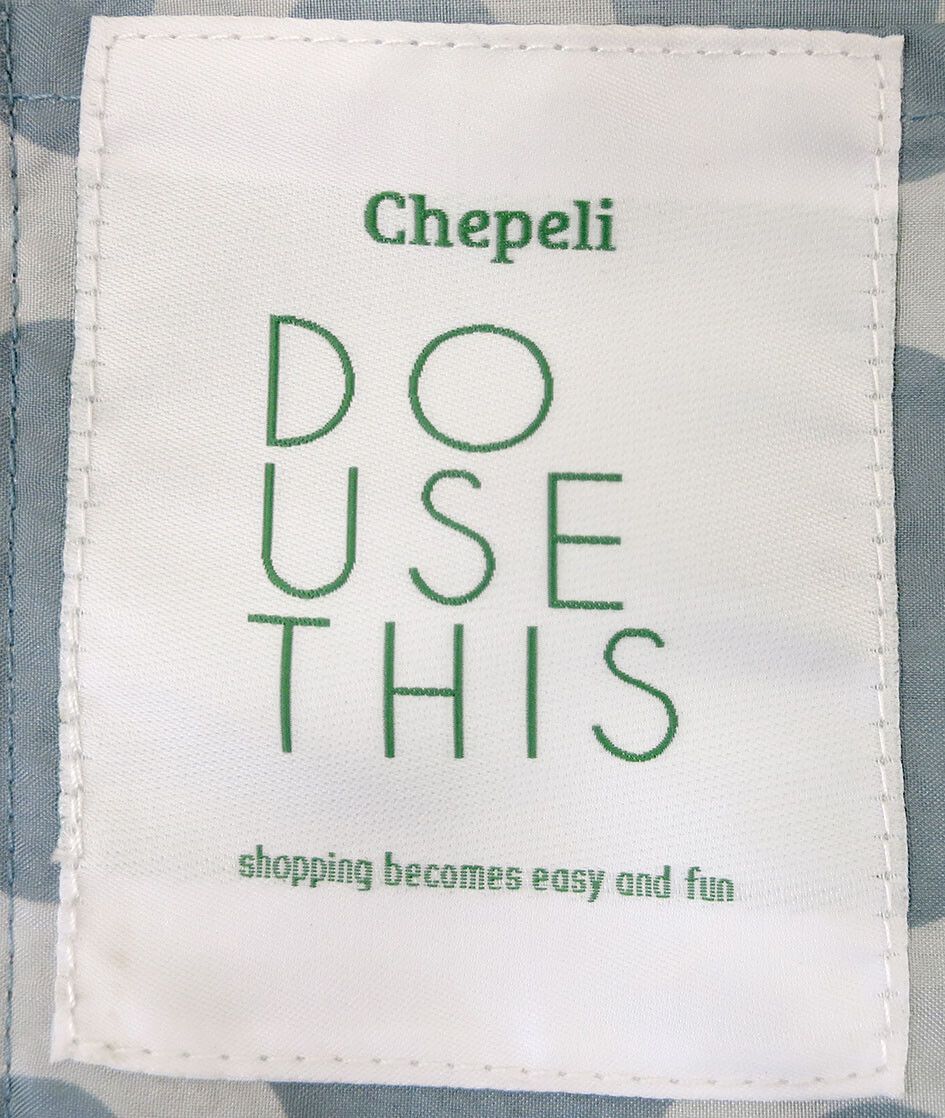 Chepeli
DO
USE
THIS
shopping becomes easy and fun